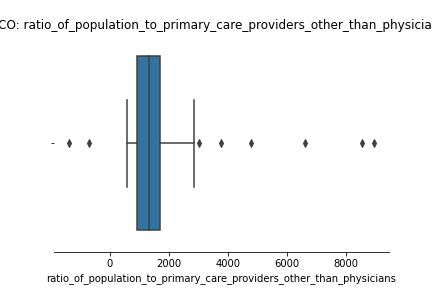 CO: ratio_of_population_to_primary_care_providers_other_than_physicia
0 2000 4000 6000 8000
ratio_of_population_to_primary_care_providers_other_than_physicians